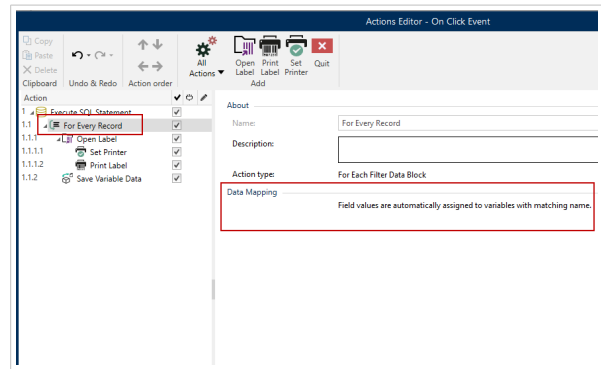 Actions Editor - On Click Event
Copy
Paste
Delete
All
Actions
Open
Label
Print
Label
Set
Printer
Quit
Clipboard
Undo & Redo
Action order
Add
Action
1 Execute SQL Statement
1.1 For Every Record
1.1.1 Open Label
1.1.1.1 Set Printer
1.1.1.2 Print Label
1.1.2 Save Variable Data
About
Name: For Every Record
Description:
Action type: For Each Filter Data Block
Data Mapping
Field values are automatically assigned to variables with matching name.